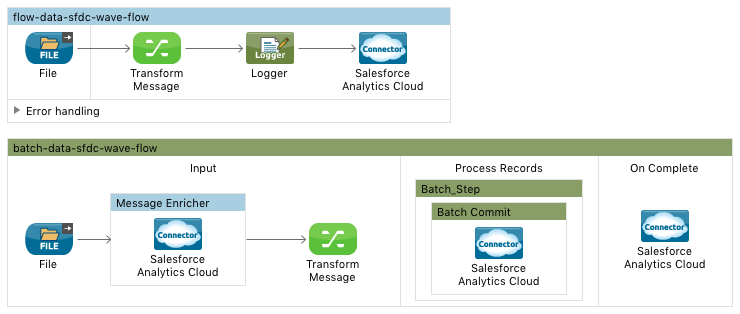 flow-data-sfdc-wave-flow
FILE
Logger
Connector
File
Transform
Message
Logger
Salesforce
Analytics Cloud
Error handling
batch-data-sfdc-wave-flow
Input
Process Records
On Complete
Batch_Step
Message Enricher
Batch Commit
FILE
Connector
Connector
Connector
File
Salesforce
Analytics Cloud
Transform
Message
Salesforce
Analytics Cloud
Salesforce
Analytics Cloud